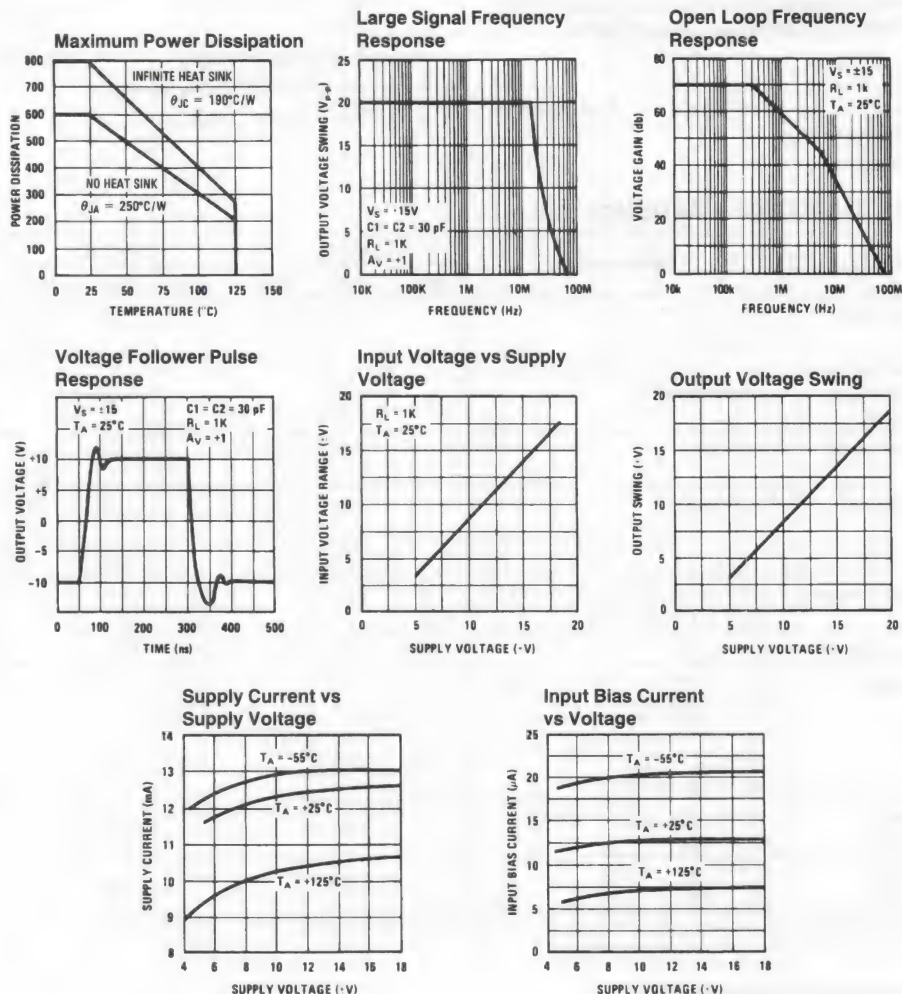 Maximum Power Dissipation
POWER DISSIPATION
800
700
600
500
400
300
200
100
0
INFINITE HEAT SINK
θJC = 190°C/W
NO HEAT SINK
θJA = 250°C/W
0 25 50 75 100 125 150
TEMPERATURE (°C)
Large Signal Frequency
Response
OUTPUT VOLTAGE SWING (Vp-p)
25
20
15
10
5
0
VS = ·15V
C1 = C2 = 30 pF
RL = 1K
AV = +1
10K 100K 1M 10M 100M
FREQUENCY (Hz)
Open Loop Frequency
Response
VOLTAGE GAIN (db)
80
60
40
20
0
VS = ±15
RL = 1k
TA = 25°C
10k 100k 1M 10M 100M
FREQUENCY (Hz)
Voltage Follower Pulse
Response
OUTPUT VOLTAGE (V)
+10
+5
0
-5
-10
VS = ±15
TA = 25°C
C1 = C2 = 30 pF
RL = 1K
AV = +1
0 100 200 300 400 500
TIME (ns)
Input Voltage vs Supply
Voltage
INPUT VOLTAGE RANGE (·V)
20
15
10
5
0
RL = 1K
TA = 25°C
0 5 10 15 20
SUPPLY VOLTAGE (·V)
Output Voltage Swing
OUTPUT SWING (·V)
20
15
10
5
0
0 5 10 15 20
SUPPLY VOLTAGE (·V)
Supply Current vs
Supply Voltage
SUPPLY CURRENT (mA)
14
13
12
11
10
9
8
TA = -55°C
TA = +25°C
TA = +125°C
4 6 8 10 12 14 16 18
SUPPLY VOLTAGE (·V)
Input Bias Current
vs Voltage
INPUT BIAS CURRENT (μA)
25
20
15
10
5
0
TA = -55°C
TA = +25°C
TA = +125°C
4 6 8 10 12 14 16 18
SUPPLY VOLTAGE (·V)